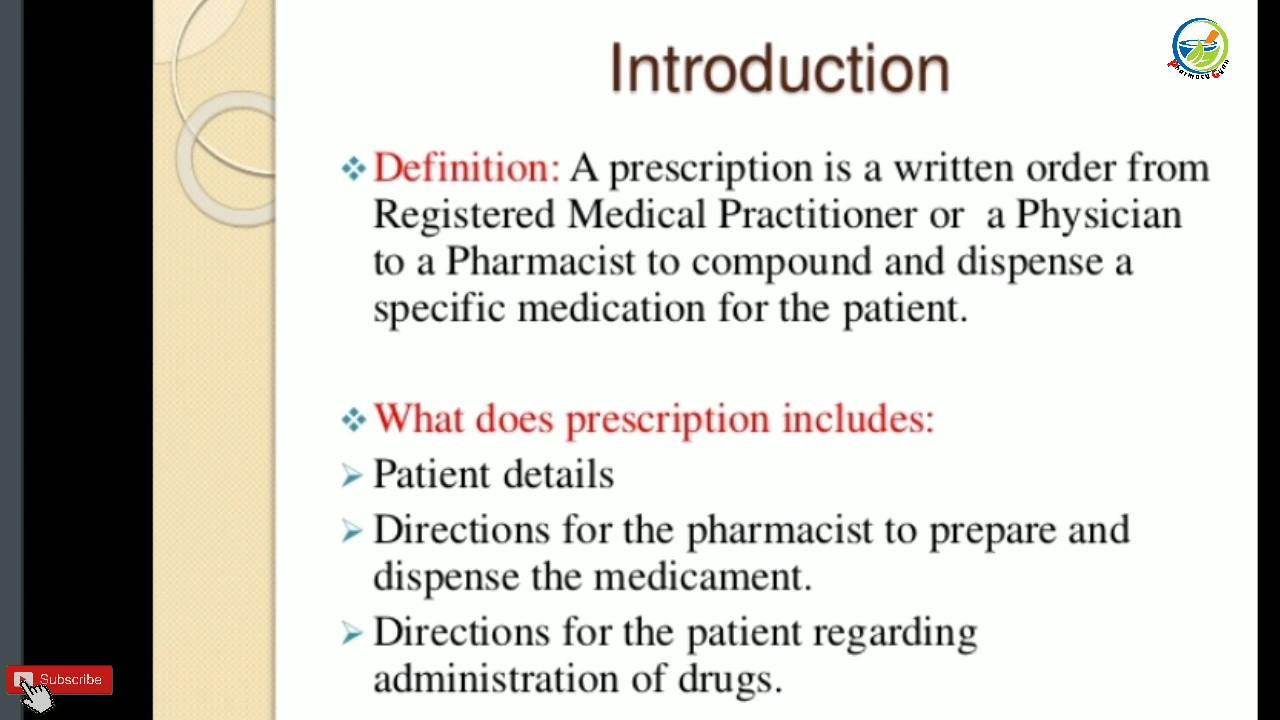 Introduction
Pharmacy Gyan
Definition: A prescription is a written order from
Registered Medical Practitioner or a Physician
to a Pharmacist to compound and dispense a
specific medication for the patient.
What does prescription includes:
Patient details
Directions for the pharmacist to prepare and
dispense the medicament.
Directions for the patient regarding
administration of drugs.
Subscribe